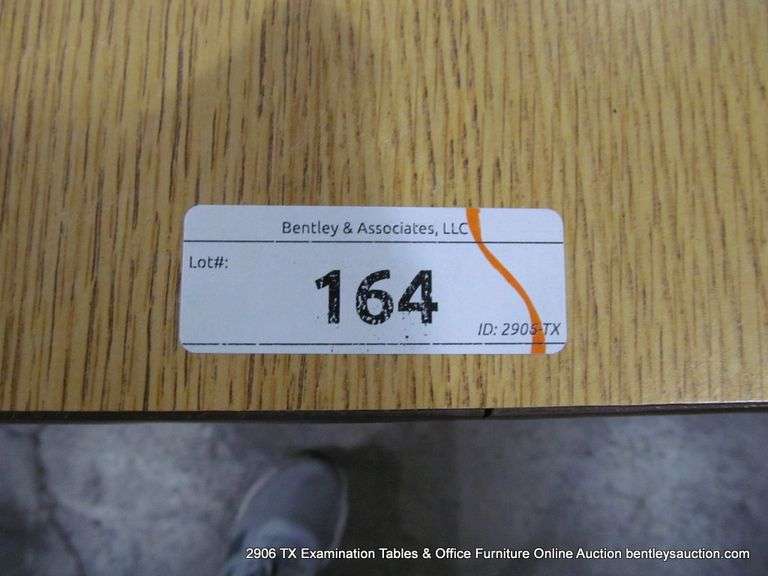 Bentley & Associates, LLC
Lot#:
164
ID: 2906-TX
2906 TX Examination Tables & Office Furniture Online Auction bentleysauction.com